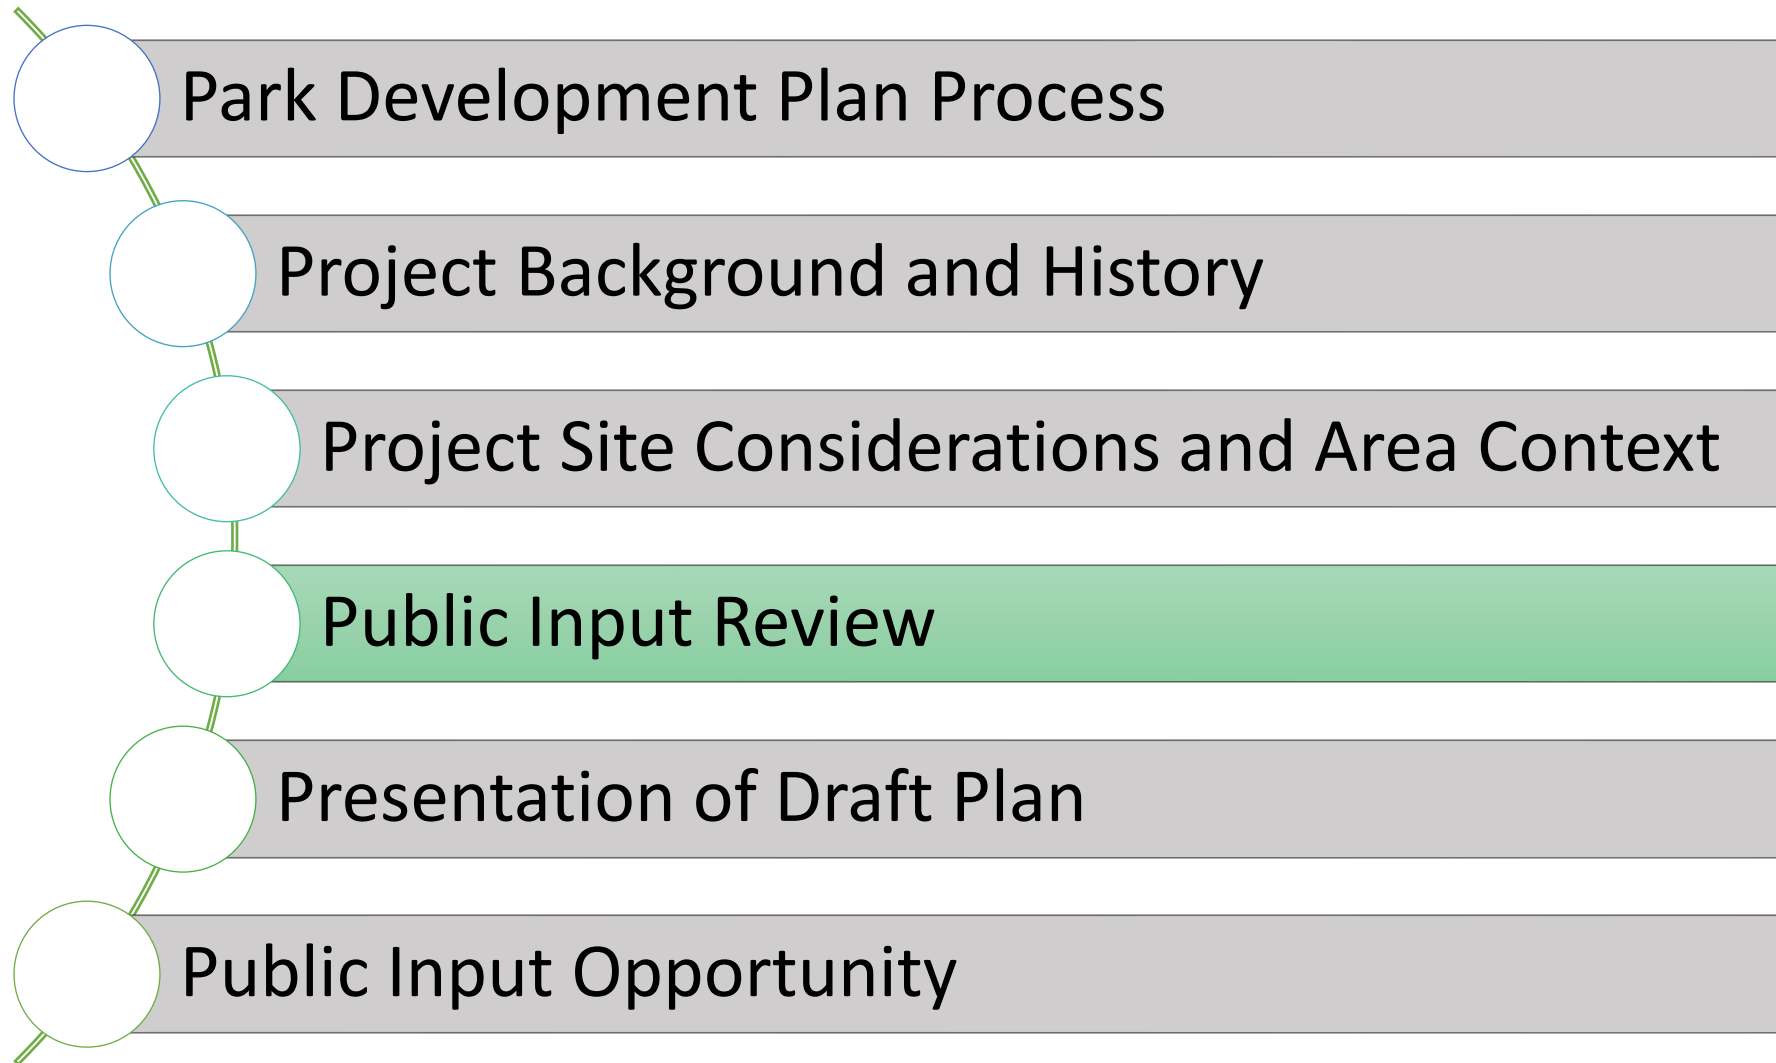 Park Development Plan Process
Project Background and History
Project Site Considerations and Area Context
Public Input Review
Presentation of Draft Plan
Public Input Opportunity